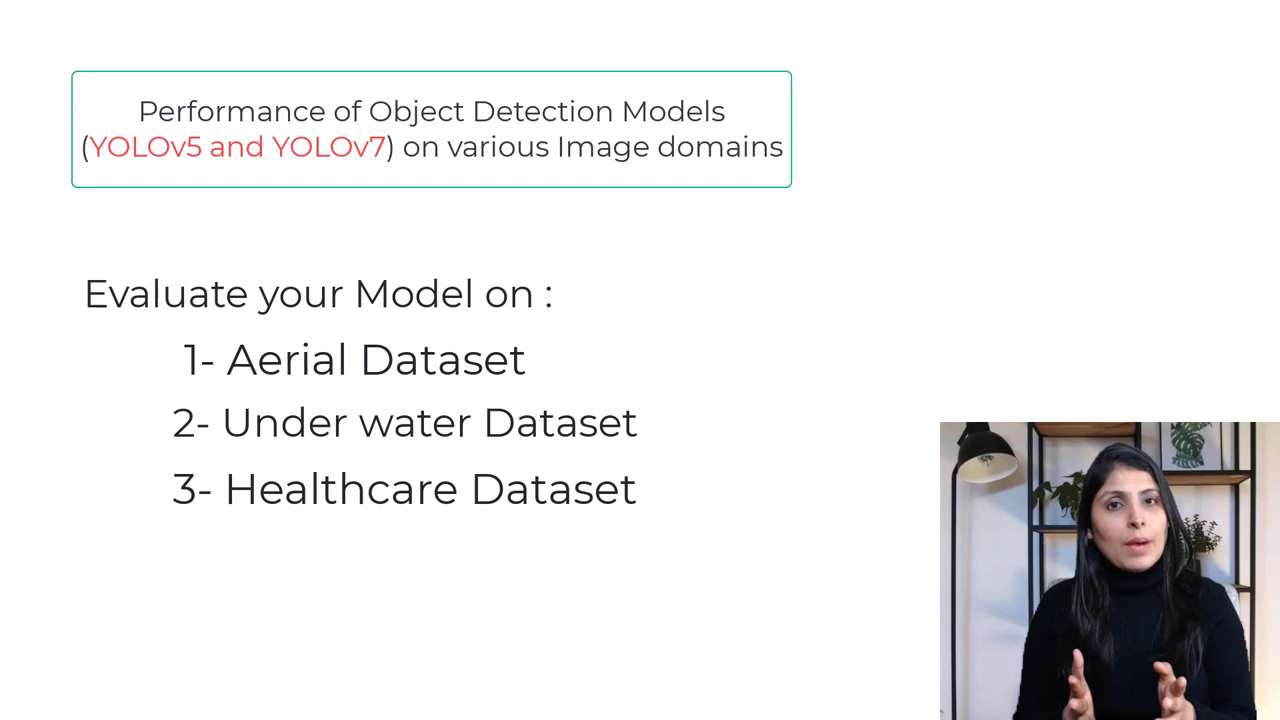 Performance of Object Detection Models
(YOLOv5 and YOLOv7) on various Image domains
Evaluate your Model on :
1- Aerial Dataset
2- Under water Dataset
3- Healthcare Dataset